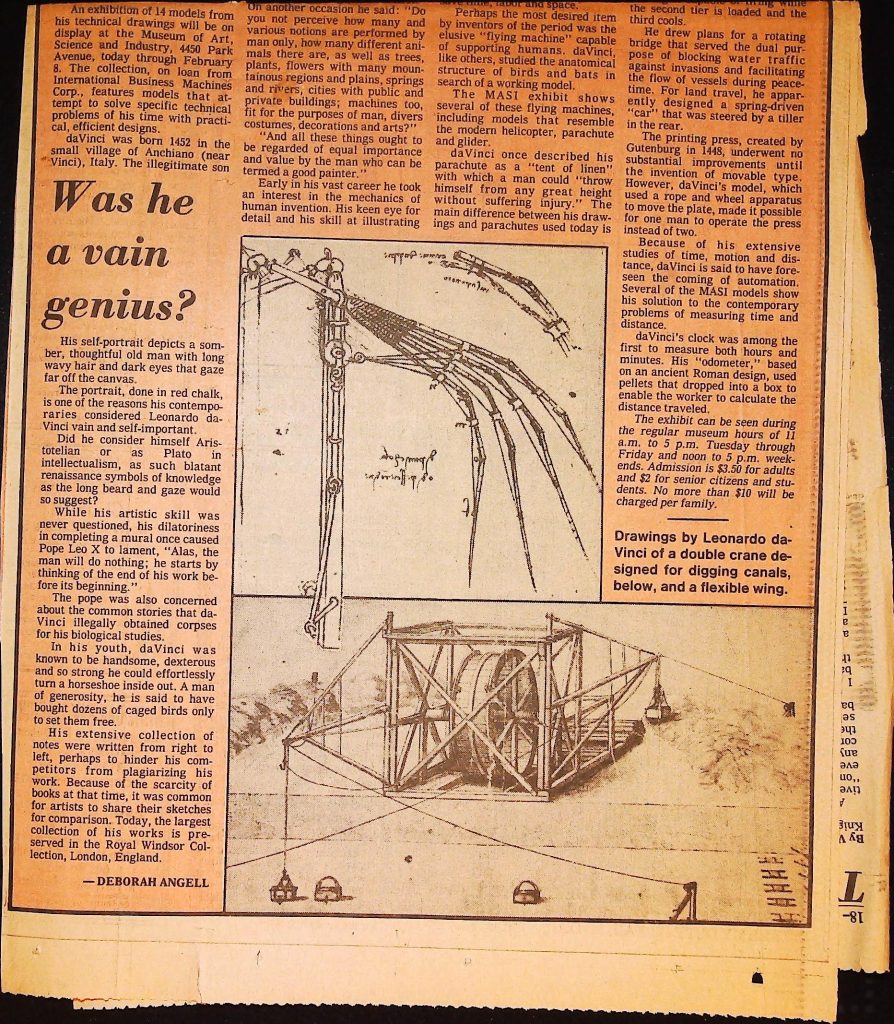 An exhibition of 14 models from
his technical drawings will be on
display at the Museum of Art,
Science and Industry, 4450 Park
Avenue, today through February
8. The collection, on loan from
International Business Machines
Corp., features models that at-
tempt to solve specific technical
problems of his time with practi-
cal, efficient designs.
daVinci was born 1452 in the
small village of Anchiano (near
Vinci), Italy. The illegitimate son
Was he
a vain
genius?
His self-portrait depicts a som-
ber, thoughtful old man with long
wavy hair and dark eyes that gaze
far off the canvas.
The portrait, done in red chalk,
is one of the reasons his contempo-
raries considered Leonardo da-
Vinci vain and self-important.
Did he consider himself Aris-
totelian or as Plato in
intellectualism, as such blatant
renaissance symbols of knowledge
as the long beard and gaze would
so suggest?
While his artistic skill was
never questioned, his dilatoriness
in completing a mural once caused
Pope Leo X to lament, "Alas, the
man will do nothing; he starts by
thinking of the end of his work be-
fore its beginning."
The pope was also concerned
about the common stories that da-
Vinci illegally obtained corpses
for his biological studies.
In his youth, daVinci was
known to be handsome, dexterous
and so strong he could effortlessly
turn a horseshoe inside out. A man
of generosity, he is said to have
bought dozens of caged birds only
to set them free.
His extensive collection of
notes were written from right to
left, perhaps to hinder his com-
petitors from plagiarizing his
work. Because of the scarcity of
books at that time, it was common
for artists to share their sketches
for comparison. Today, the largest
collection of his works is pre-
served in the Royal Windsor Col-
lection, London, England.
— DEBORAH ANGELL
On another occasion he said: "Do
you not perceive how many and
various notions are performed by
man only, how many different ani-
mals there are, as well as trees,
plants, flowers with many moun-
tainous regions and plains, springs
and rivers, cities with public and
private buildings; machines too,
fit for the purposes of man, divers
costumes, decorations and arts?"
"And all these things ought to
be regarded of equal importance
and value by the man who can be
termed a good painter."
Early in his vast career he took
an interest in the mechanics of
human invention. His keen eye for
detail and his skill at illustrating
time, labor and space.
Perhaps the most desired item
by inventors of the period was the
elusive "flying machine" capable
of supporting humans. daVinci,
like others, studied the anatomical
structure of birds and bats in
search of a working model.
The MASI exhibit shows
several of these flying machines,
including models that resemble
the modern helicopter, parachute
and glider.
daVinci once described his
parachute as a "tent of linen"
with which a man could "throw
himself from any great height
without suffering injury." The
main difference between his draw-
ings and parachutes used today is
while
the second tier is loaded and the
third cools.
He drew plans for a rotating
bridge that served the dual pur-
pose of blocking water traffic
against invasions and facilitating
the flow of vessels during peace-
time. For land travel, he appar-
ently designed a spring-driven
"car" that was steered by a tiller
in the rear.
The printing press, created by
Gutenburg in 1448, underwent no
substantial improvements until
the invention of movable type.
However, daVinci's model, which
used a rope and wheel apparatus
to move the plate, made it possible
for one man to operate the press
instead of two.
Because of his extensive
studies of time, motion and dis-
tance, daVinci is said to have fore-
seen the coming of automation.
Several of the MASI models show
his solution to the contemporary
problems of measuring time and
distance.
daVinci's clock was among the
first to measure both hours and
minutes. His "odometer," based
on an ancient Roman design, used
pellets that dropped into a box to
enable the worker to calculate the
distance traveled.
The exhibit can be seen during
the regular museum hours of 11
a.m. to 5 p.m. Tuesday through
Friday and noon to 5 p.m. week-
ends. Admission is $3.50 for adults
and $2 for senior citizens and stu-
dents. No more than $10 will be
charged per family.
Drawings by Leonardo da-
Vinci of a double crane de-
signed for digging canals,
below, and a flexible wing.
18–
T
By V
Knig
A
tive
"on
eve
any
cor
the
se
ba
I